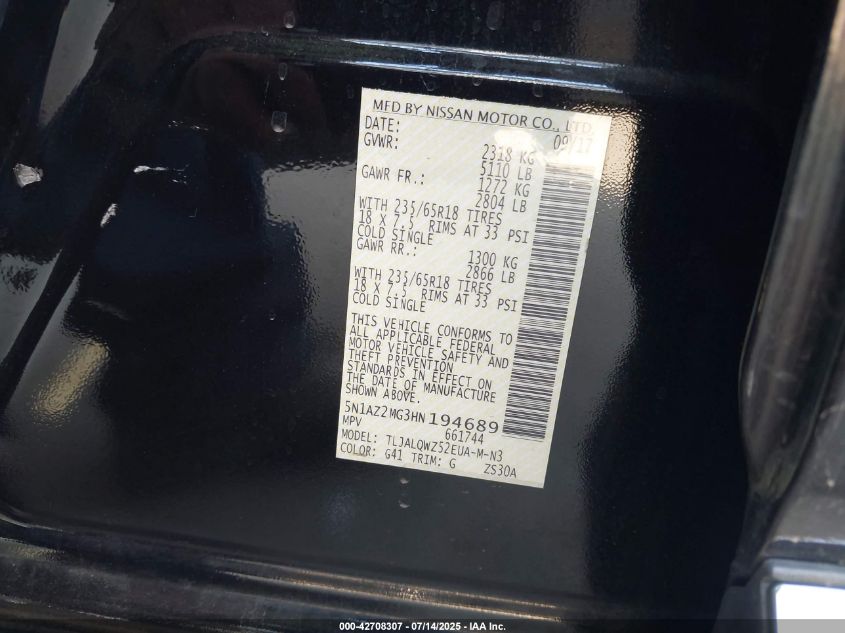 MFD BY NISSAN MOTOR CO., LTD.
DATE: 09/17
GVWR: 2318 KG
5110 LB
GAWR FR.: 1272 KG
2804 LB
WITH 235/65R18 TIRES
18 X 7.5 RIMS AT 33 PSI
COLD SINGLE
GAWR RR.: 1300 KG
2866 LB
WITH 235/65R18 TIRES
18 X 7.5 RIMS AT 33 PSI
COLD SINGLE
THIS VEHICLE CONFORMS TO
ALL APPLICABLE FEDERAL
MOTOR VEHICLE SAFETY AND
THEFT PREVENTION
STANDARDS IN EFFECT ON
THE DATE OF MANUFACTURE
SHOWN ABOVE.
5N1AZ2MG3HN194689
MPV 661744
MODEL: TLJALQWZ52EUA-M-N3
COLOR: G41 TRIM: G ZS30A
000-42708307 - 07/14/2025 - IAA Inc.